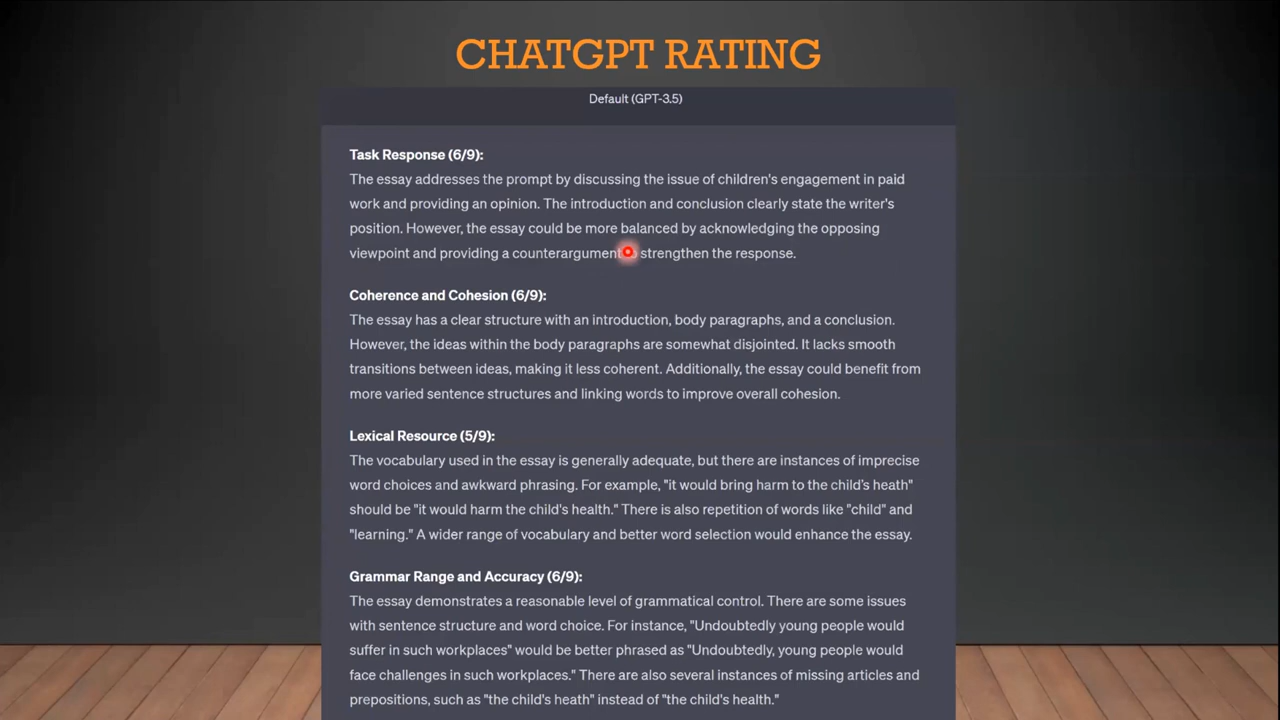 CHATGPT RATING
Default (GPT-3.5)
Task Response (6/9):
The essay addresses the prompt by discussing the issue of children's engagement in paid
work and providing an opinion. The introduction and conclusion clearly state the writer's
position. However, the essay could be more balanced by acknowledging the opposing
viewpoint and providing a counterargument strengthen the response.
Coherence and Cohesion (6/9):
The essay has a clear structure with an introduction, body paragraphs, and a conclusion.
However, the ideas within the body paragraphs are somewhat disjointed. It lacks smooth
transitions between ideas, making it less coherent. Additionally, the essay could benefit from
more varied sentence structures and linking words to improve overall cohesion.
Lexical Resource (5/9):
The vocabulary used in the essay is generally adequate, but there are instances of imprecise
word choices and awkward phrasing. For example, "it would bring harm to the child's heath"
should be "it would harm the child's health." There is also repetition of words like "child" and
"learning." A wider range of vocabulary and better word selection would enhance the essay.
Grammar Range and Accuracy (6/9):
The essay demonstrates a reasonable level of grammatical control. There are some issues
with sentence structure and word choice. For instance, "Undoubtedly young people would
suffer in such workplaces" would be better phrased as "Undoubtedly, young people would
face challenges in such workplaces." There are also several instances of missing articles and
prepositions, such as "the child's heath" instead of "the child's health."